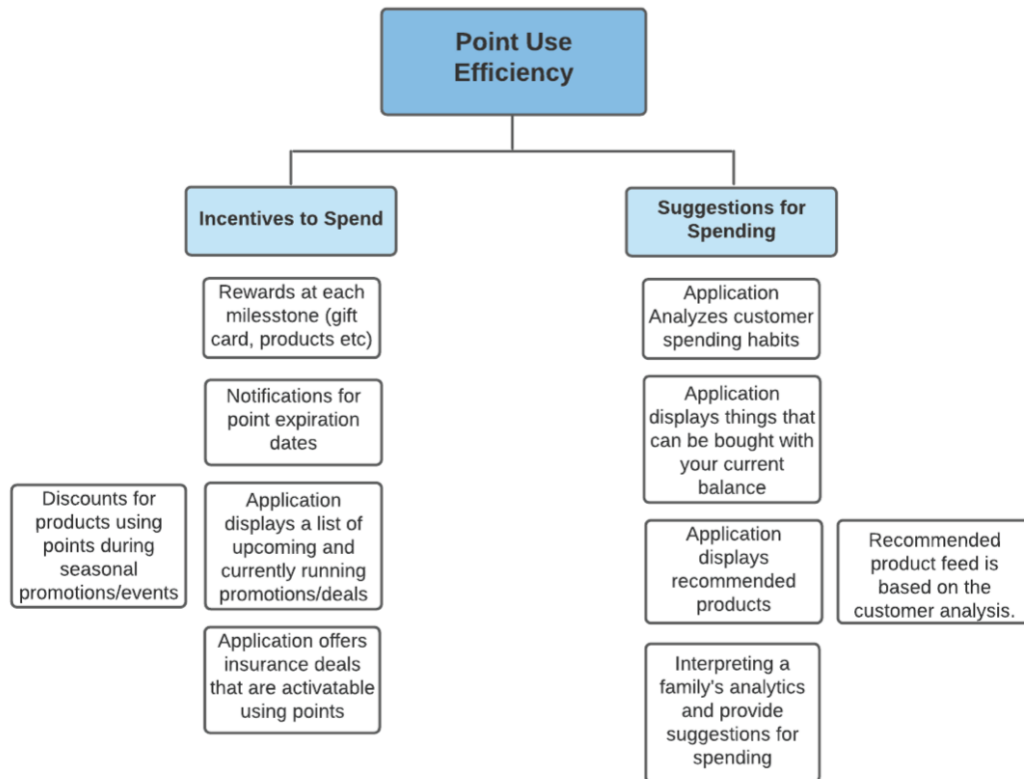 Point Use
Efficiency
Incentives to Spend
Rewards at each
milesstone (gift
card, products etc)
Notifications for
point expiration
dates
Discounts for
products using
points during
seasonal
promotions/events
Application
displays a list of
upcoming and
currently running
promotions/deals
Application offers
insurance deals
that are activatable
using points
Suggestions for
Spending
Application
Analyzes customer
spending habits
Application
displays things that
can be bought with
your current
balance
Application
displays
recommended
products
Recommended
product feed is
based on the
customer analysis.
Interpreting a
family's analytics
and provide
suggestions for
spending